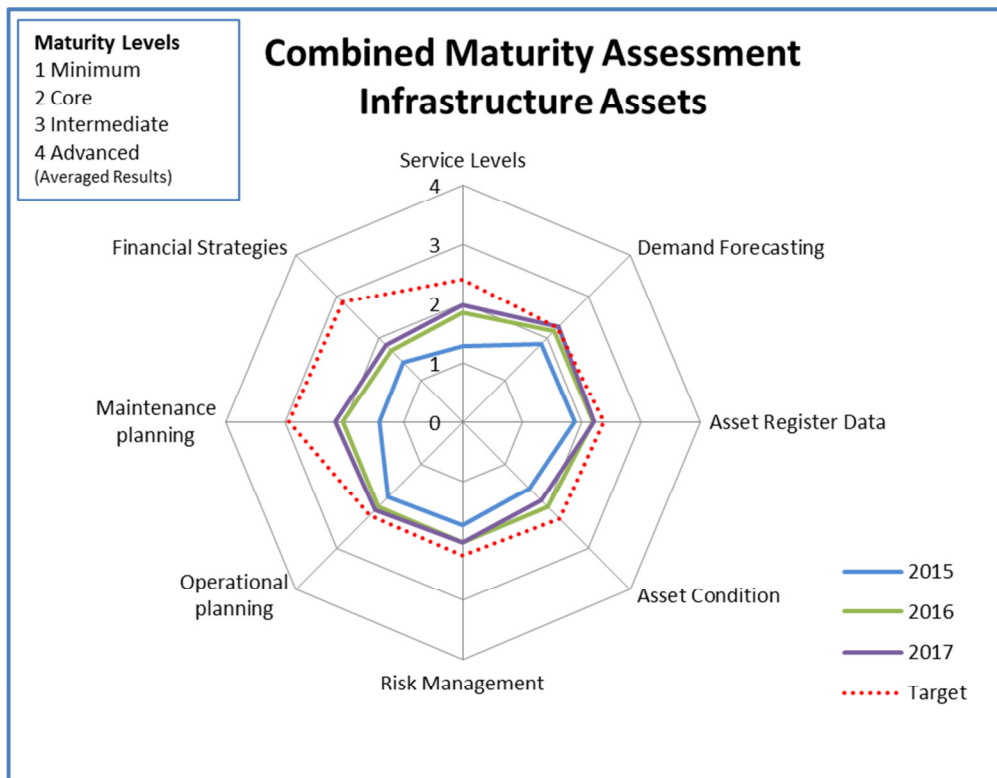 Maturity Levels
1 Minimum
2 Core
3 Intermediate
4 Advanced
(Averaged Results)
Combined Maturity Assessment
Infrastructure Assets
Service Levels
4
3
2
1
0
Demand Forecasting
Asset Register Data
Asset Condition
Risk Management
Operational
planning
Maintenance
planning
Financial Strategies
2015
2016
2017
Target